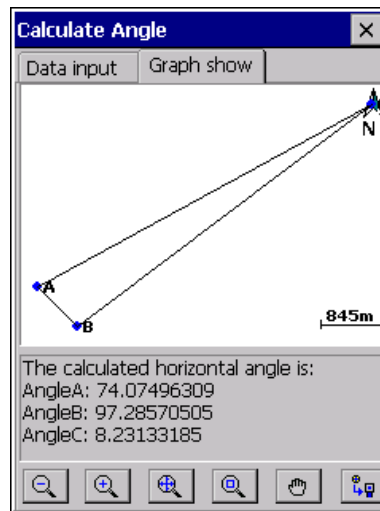 Calculate Angle
Data input Graph show
N
A
B
845m
The calculated horizontal angle is:
AngleA: 74.07496309
AngleB: 97.28570505
AngleC: 8.23133185